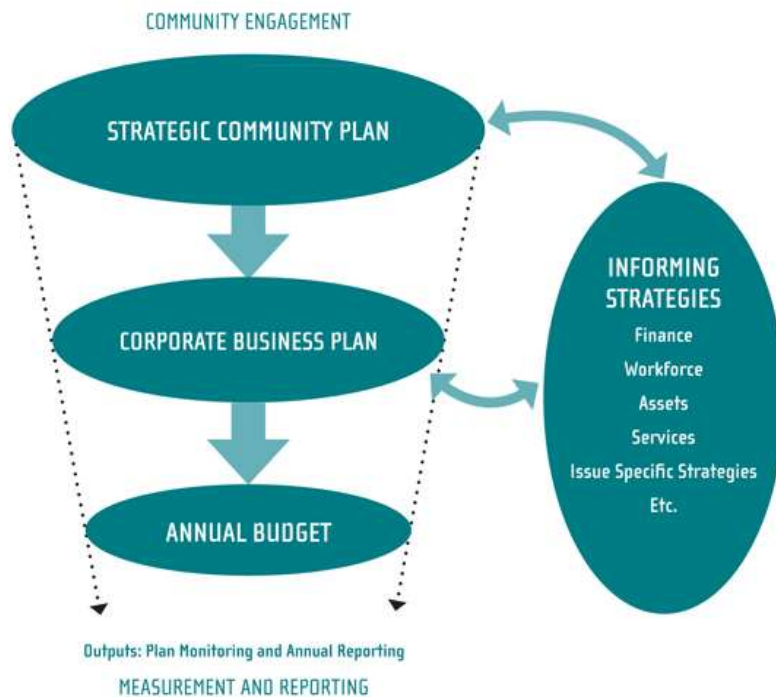 COMMUNITY ENGAGEMENT
STRATEGIC COMMUNITY PLAN
CORPORATE BUSINESS PLAN
ANNUAL BUDGET
INFORMING
STRATEGIES
Finance
Workforce
Assets
Services
Issue Specific Strategies
Etc.
Outputs: Plan Monitoring and Annual Reporting
MEASUREMENT AND REPORTING